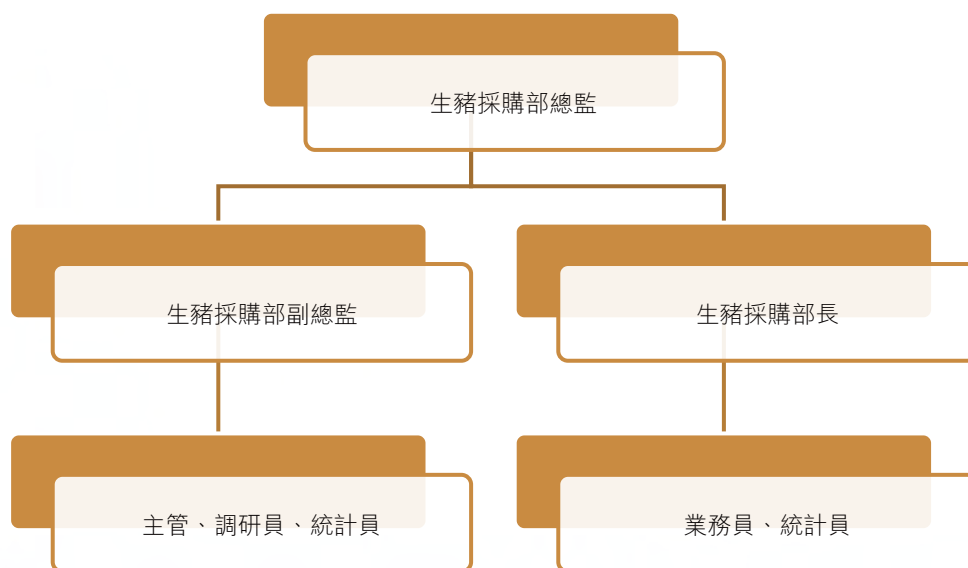 生豬採購部總監
生豬採購部副總監
生豬採購部長
主管、調研員、統計員
業務員、統計員